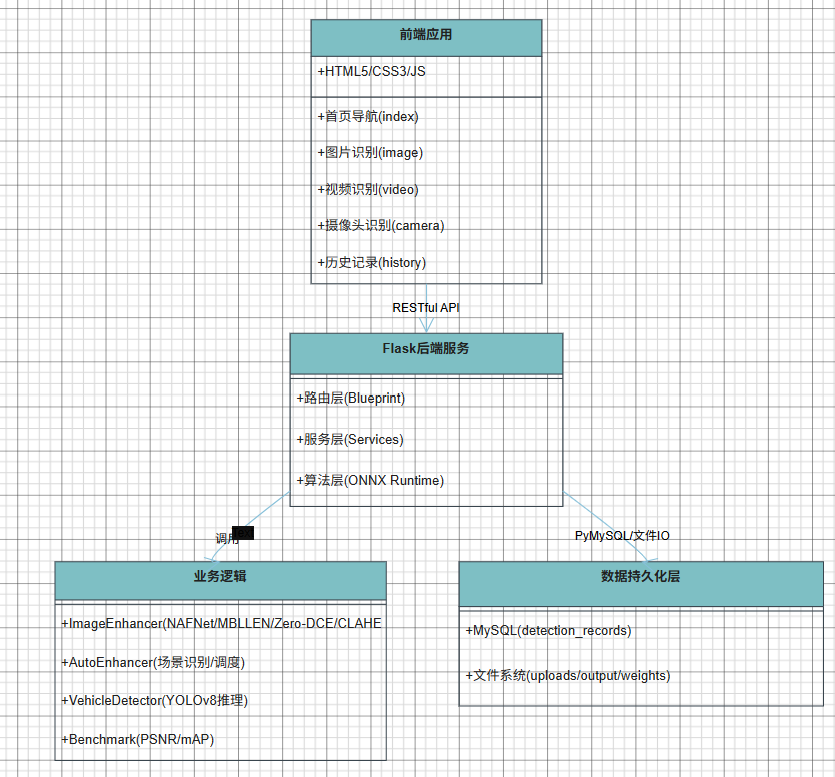 前端应用
+HTML5/CSS3/JS
+首页导航(index)
+图片识别(image)
+视频识别(video)
+摄像头识别(camera)
+历史记录(history)
RESTful API
Flask后端服务
+路由层(Blueprint)
+服务层(Services)
+算法层(ONNX Runtime)
调用
PyMySQL/文件IO
业务逻辑
+ImageEnhancer(NAFNet/MBLLEN/Zero-DCE/CLAHE
+AutoEnhancer(场景识别/调度)
+VehicleDetector(YOLOv8推理)
+Benchmark(PSNR/mAP)
数据持久化层
+MySQL(detection_records)
+文件系统(uploads/output/weights)